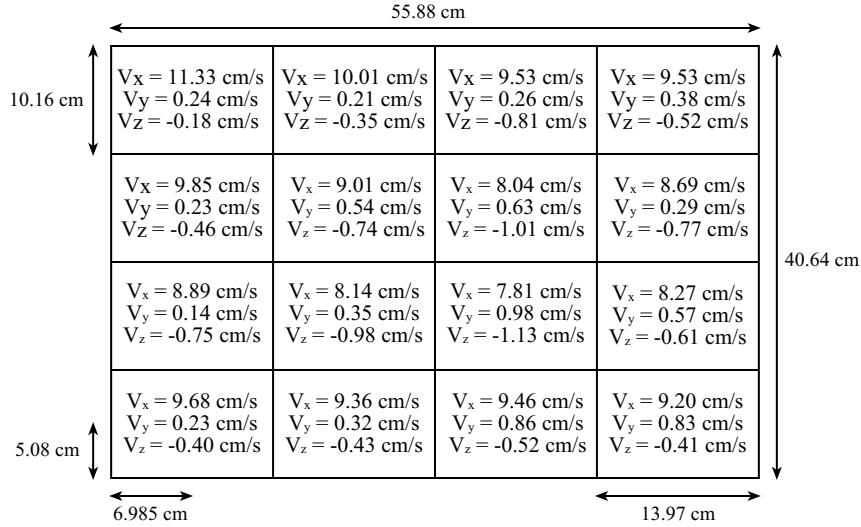 55.88 cm
10.16 cm
Vx = 11.33 cm/s
Vy = 0.24 cm/s
Vz = -0.18 cm/s
Vx = 10.01 cm/s
Vy = 0.21 cm/s
Vz = -0.35 cm/s
Vx = 9.53 cm/s
Vy = 0.26 cm/s
Vz = -0.81 cm/s
Vx = 9.53 cm/s
Vy = 0.38 cm/s
Vz = -0.52 cm/s
Vx = 9.85 cm/s
Vy = 0.23 cm/s
Vz = -0.46 cm/s
Vx = 9.01 cm/s
Vy = 0.54 cm/s
Vz = -0.74 cm/s
Vx = 8.04 cm/s
Vy = 0.63 cm/s
Vz = -1.01 cm/s
Vx = 8.69 cm/s
Vy = 0.29 cm/s
Vz = -0.77 cm/s
40.64 cm
Vx = 8.89 cm/s
Vy = 0.14 cm/s
Vz = -0.75 cm/s
Vx = 8.14 cm/s
Vy = 0.35 cm/s
Vz = -0.98 cm/s
Vx = 7.81 cm/s
Vy = 0.98 cm/s
Vz = -1.13 cm/s
Vx = 8.27 cm/s
Vy = 0.57 cm/s
Vz = -0.61 cm/s
5.08 cm
Vx = 9.68 cm/s
Vy = 0.23 cm/s
Vz = -0.40 cm/s
Vx = 9.36 cm/s
Vy = 0.32 cm/s
Vz = -0.43 cm/s
Vx = 9.46 cm/s
Vy = 0.86 cm/s
Vz = -0.52 cm/s
Vx = 9.20 cm/s
Vy = 0.83 cm/s
Vz = -0.41 cm/s
6.985 cm
13.97 cm